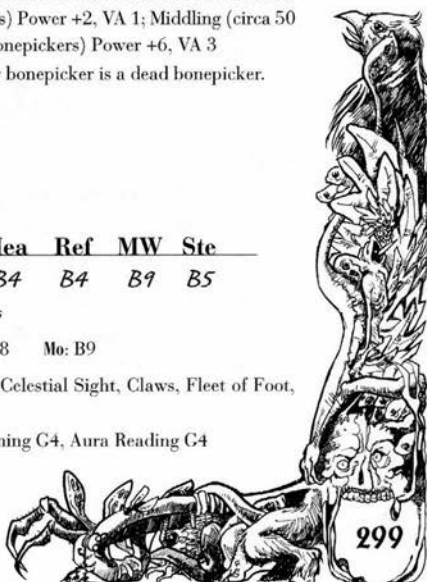 s) Power +2, VA 1; Middling (circa 50
onepickers) Power +6, VA 3
bonepicker is a dead bonepicker.
Hea Ref MW Ste
B4 B4 B9 B5
8 Mo: B9
Celestial Sight, Claws, Fleet of Foot,
ning G4, Aura Reading G4
299